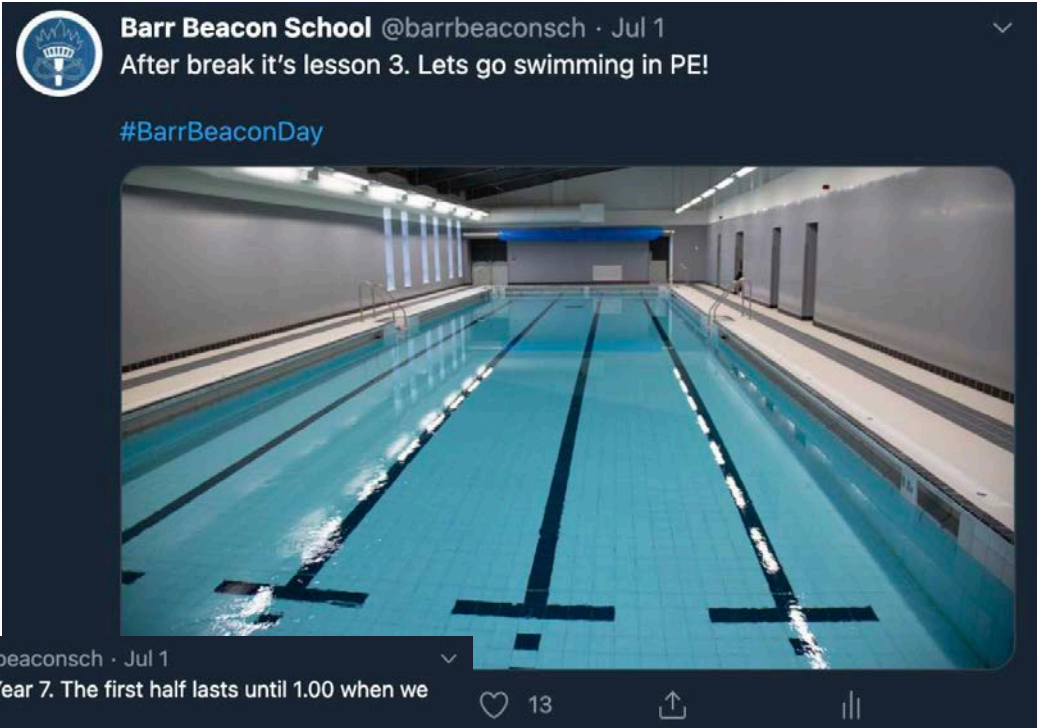 Barr Beacon School @barrbeaconsch · Jul 1
After break it's lesson 3. Lets go swimming in PE!
#BarrBeaconDay
beaconsch · Jul 1
Year 7. The first half lasts until 1.00 when we
13